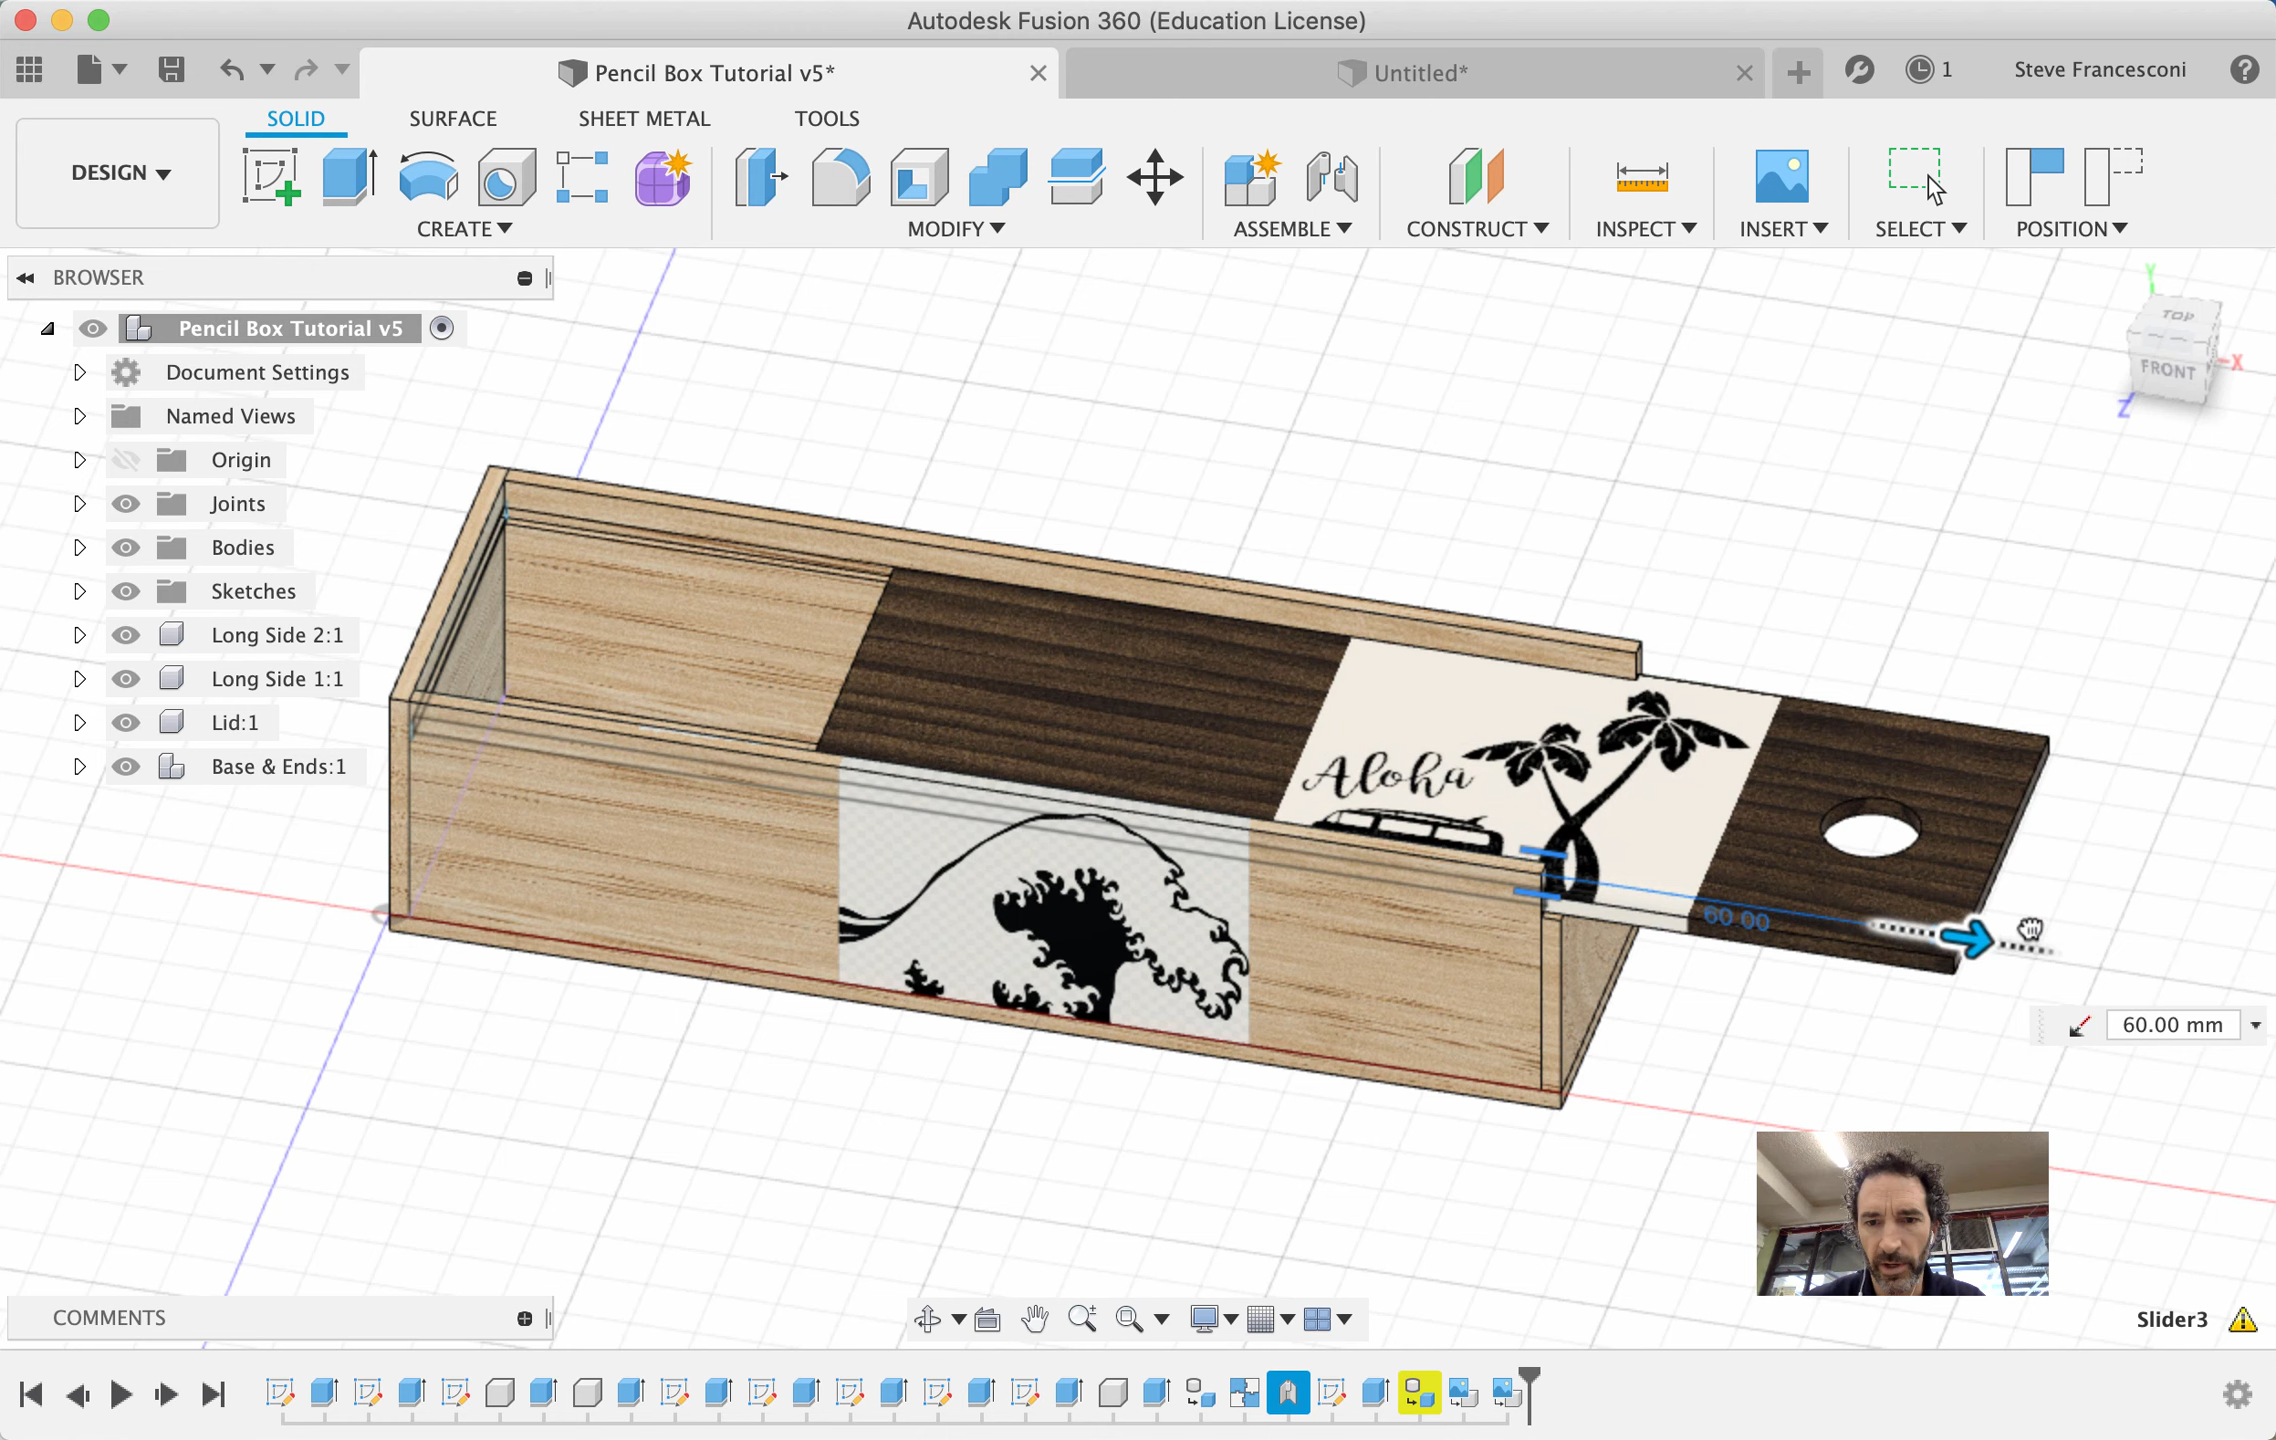 Autodesk Fusion 360 (Education License)
Pencil Box Tutorial v5*
Untitled*
1
Steve Francesconi
DESIGN
SOLID
SURFACE
SHEET METAL
TOOLS
CREATE
MODIFY
ASSEMBLE
CONSTRUCT
INSPECT
INSERT
SELECT
POSITION
BROWSER
Pencil Box Tutorial v5
Document Settings
Named Views
Origin
Joints
Bodies
Sketches
Long Side 2:1
Long Side 1:1
Lid:1
Base & Ends:1
Y
TOP
FRONT
X
Z
Aloha
60.00
60.00 mm
COMMENTS
Slider3